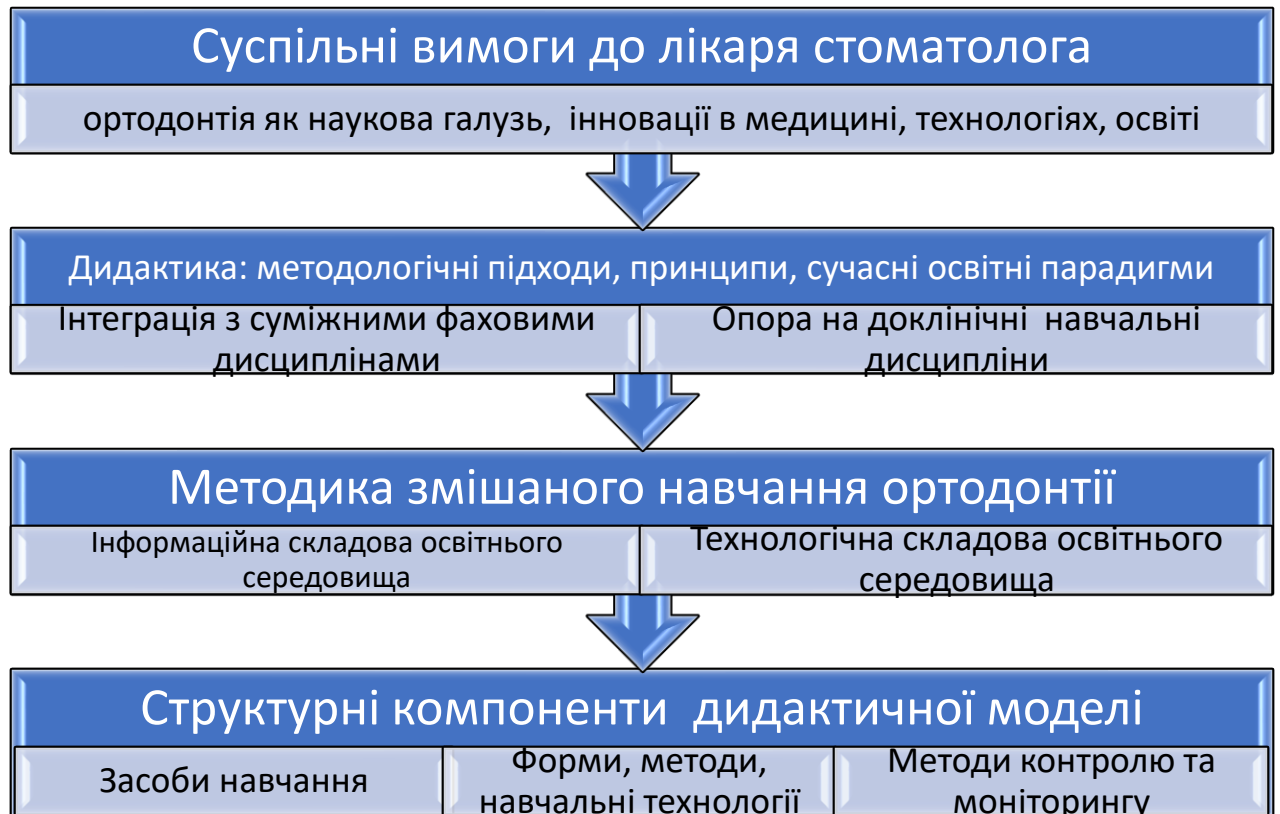 Суспільні вимоги до лікаря стоматолога
ортодонтія як наукова галузь, інновації в медицині, технологіях, освіті
Дидактика: методологічні підходи, принципи, сучасні освітні парадигми
Інтеграція з суміжними фаховими
дисциплінами
Опора на доклінічні навчальні
дисципліни
Методика змішаного навчання ортодонтії
Інформаційна складова освітнього
середовища
Технологічна складова освітнього
середовища
Структурні компоненти дидактичної моделі
Засоби навчання
Форми, методи,
навчальні технології
Методи контролю та
моніторингу